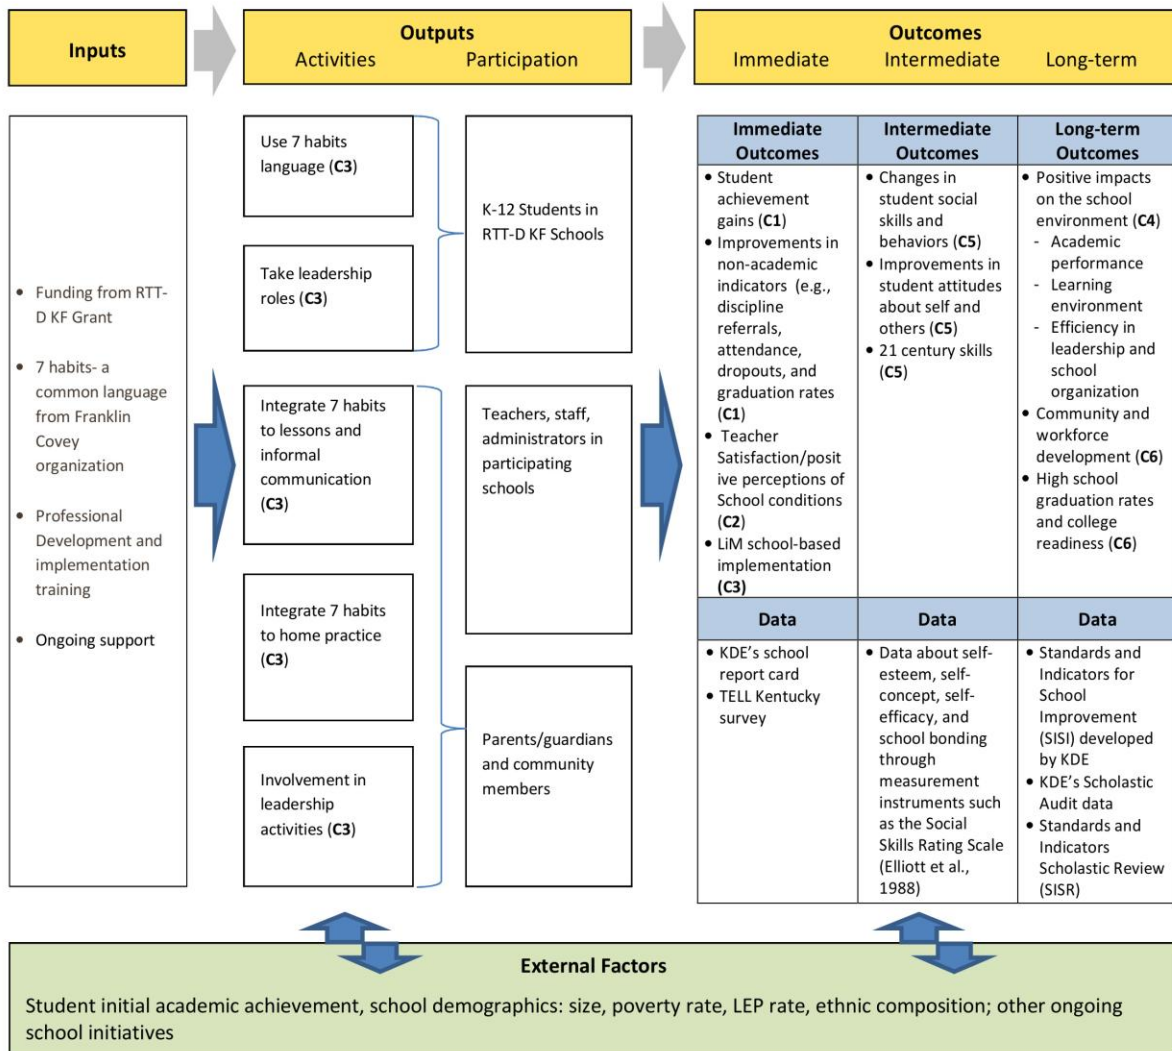 Inputs
Outputs
Activities
Participation
Outcomes
Immediate
Intermediate
Long-term
• Funding from RTT-
D KF Grant
• 7 habits- a
common language
from Franklin
Covey
organization
• Professional
Development and
implementation
training
• Ongoing support
Use 7 habits
language (C3)
Take leadership
roles (C3)
Integrate 7 habits
to lessons and
informal
communication
(C3)
Integrate 7 habits
to home practice
(C3)
Involvement in
leadership
activities (C3)
K-12 Students in
RTT-D KF Schools
Teachers, staff,
administrators in
participating
schools
Parents/guardians
and community
members
Immediate
Outcomes
• Student
achievement
gains (C1)
• Improvements in
non-academic
indicators (e.g.,
discipline
referrals,
attendance,
dropouts, and
graduation rates
(C1)
• Teacher
Satisfaction/posit
ive perceptions of
School conditions
(C2)
• LiM school-based
implementation
(C3)
Intermediate
Outcomes
• Changes in
student social
skills and
behaviors (C5)
• Improvements in
student attitudes
about self and
others (C5)
• 21 century skills
(C5)
Long-term
Outcomes
• Positive impacts
on the school
environment (C4)
- Academic
performance
- Learning
environment
- Efficiency in
leadership and
school
organization
• Community and
workforce
development (C6)
• High school
graduation rates
and college
readiness (C6)
Data
• KDE's school
report card
• TELL Kentucky
survey
Data
• Data about self-
esteem, self-
concept, self-
efficacy, and
school bonding
through
measurement
instruments such
as the Social
Skills Rating Scale
(Elliott et al.,
1988)
Data
• Standards and
Indicators for
School
Improvement
(SISI) developed
by KDE
• KDE's Scholastic
Audit data
• Standards and
Indicators
Scholastic Review
(SISR)
External Factors
Student initial academic achievement, school demographics: size, poverty rate, LEP rate, ethnic composition; other ongoing
school initiatives